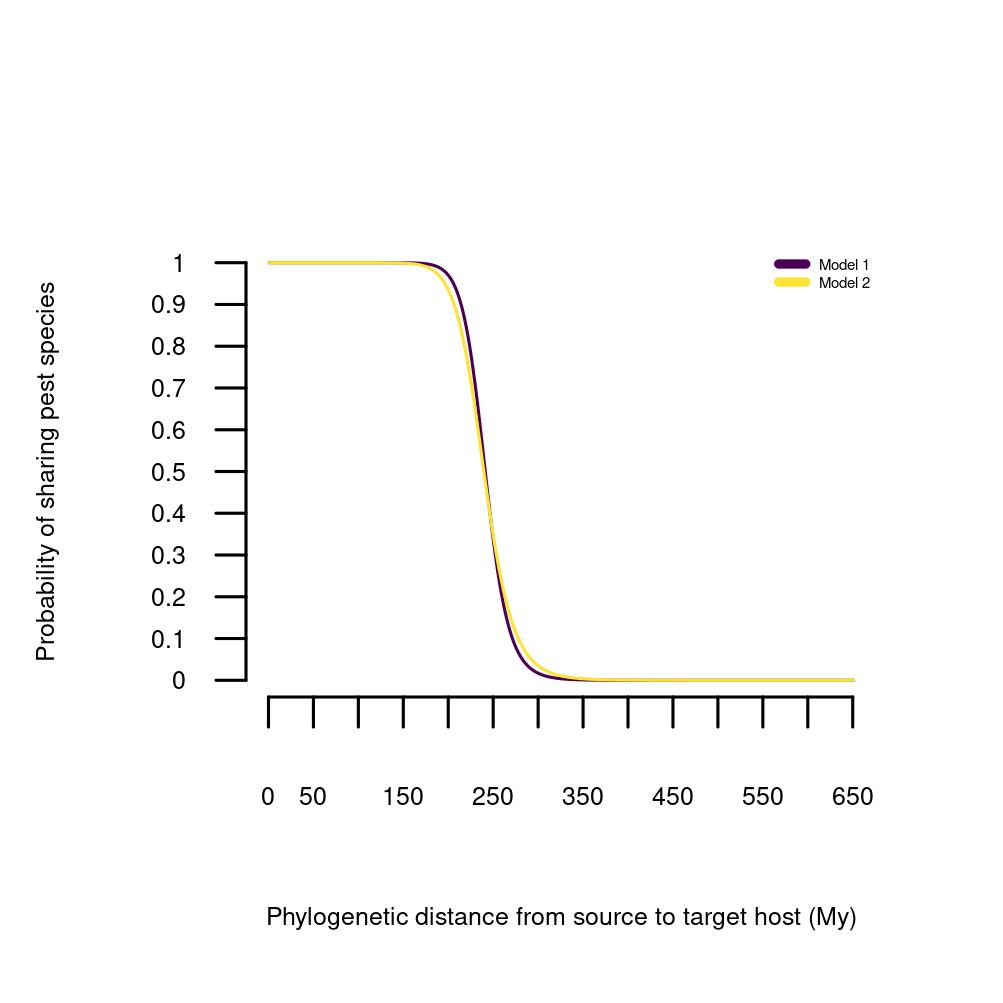 Model 1
Model 2
Probability of sharing pest species
1
0.9
0.8
0.7
0.6
0.5
0.4
0.3
0.2
0.1
0
0 50 150 250 350 450 550 650
Phylogenetic distance from source to target host (My)